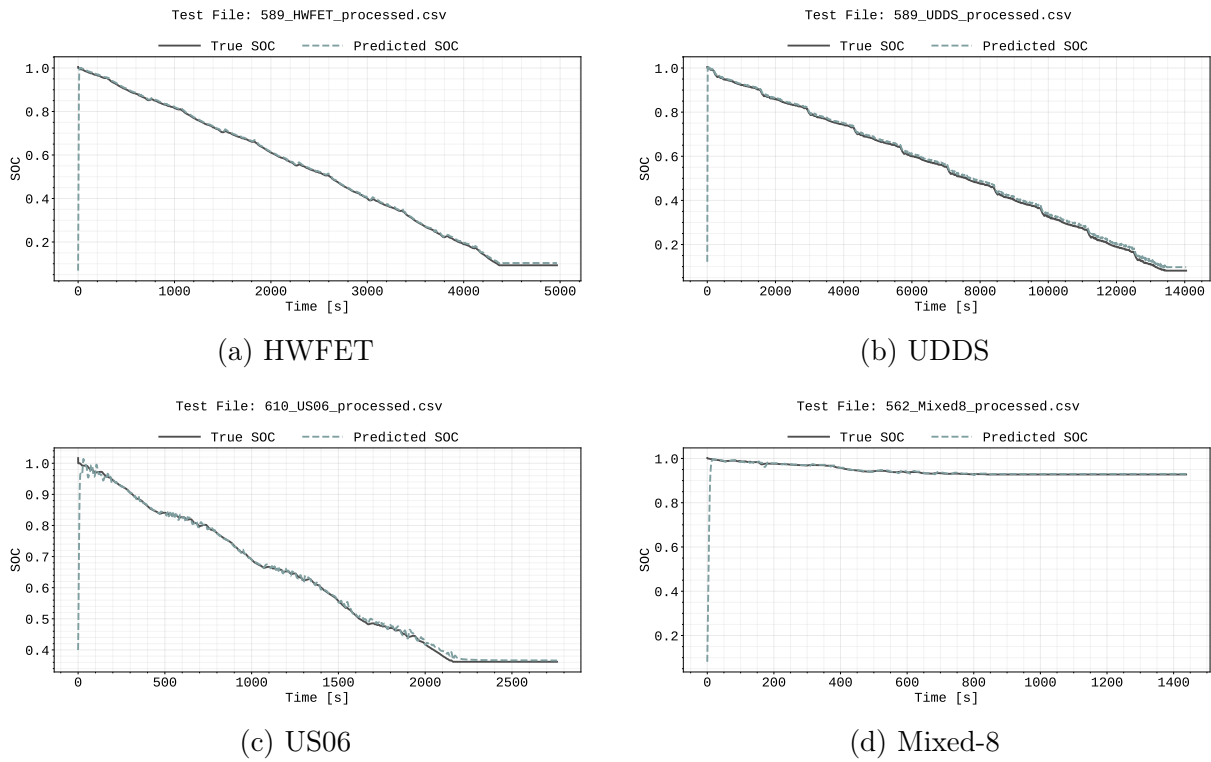 Test File: 589_HWFET_processed.csv
True SOC Predicted SOC
1.0
0.8
0.6
0.4
0.2
SOC
0 1000 2000 3000 4000 5000
Time [s]
(a) HWFET
Test File: 589_UDDS_processed.csv
True SOC Predicted SOC
1.0
0.8
0.6
0.4
0.2
SOC
0 2000 4000 6000 8000 10000 12000 14000
Time [s]
(b) UDDS
Test File: 610_US06_processed.csv
True SOC Predicted SOC
1.0
0.9
0.8
0.7
0.6
0.5
0.4
SOC
0 500 1000 1500 2000 2500
Time [s]
(c) US06
Test File: 562_Mixed8_processed.csv
True SOC Predicted SOC
1.0
0.8
0.6
0.4
0.2
SOC
0 200 400 600 800 1000 1200 1400
Time [s]
(d) Mixed-8